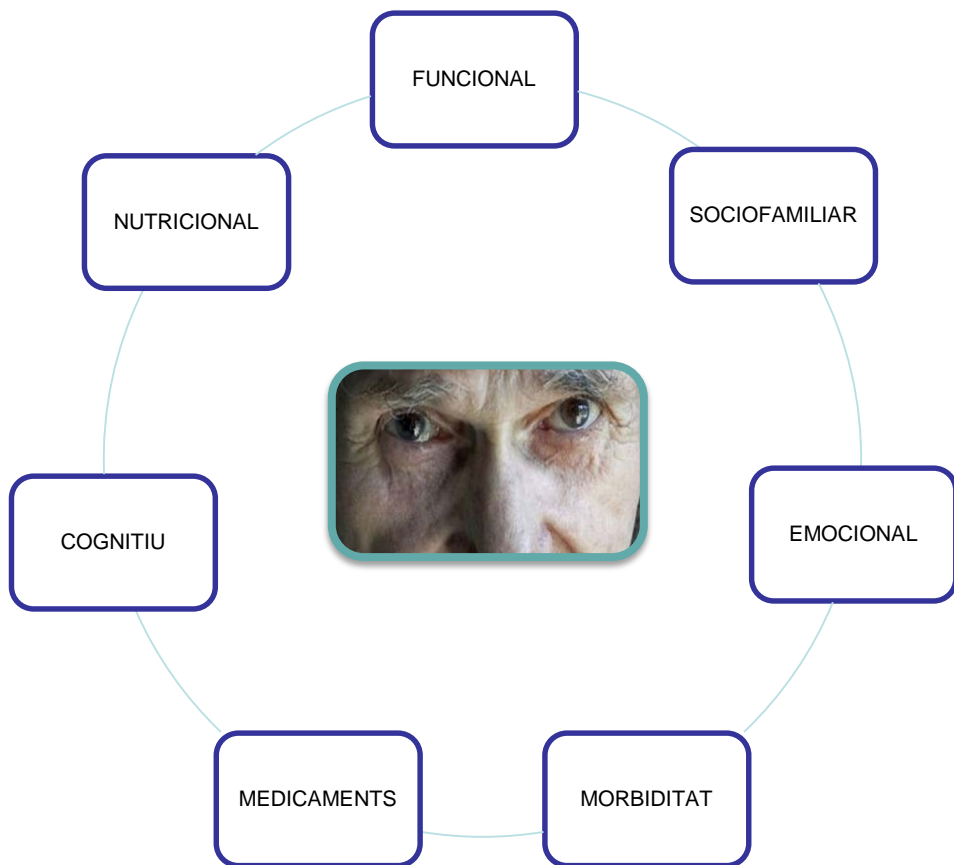 FUNCIONAL
SOCIOFAMILIAR
NUTRICIONAL
EMOCIONAL
COGNITIU
MEDICAMENTS
MORBIDITAT